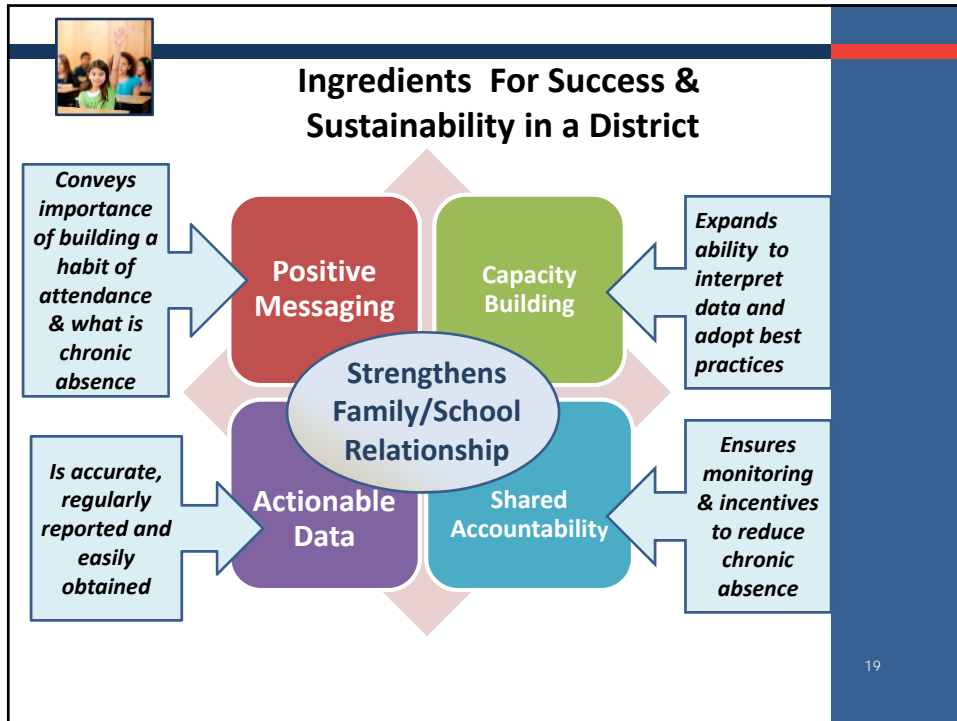 Ingredients For Success &
Sustainability in a District
Conveys
importance
of building a
habit of
attendance
& what is
chronic
absence
Positive
Messaging
Capacity
Building
Expands
ability to
interpret
data and
adopt best
practices
Strengthens
Family/School
Relationship
Is accurate,
regularly
reported and
easily
obtained
Actionable
Data
Shared
Accountability
Ensures
monitoring
& incentives
to reduce
chronic
absence
19